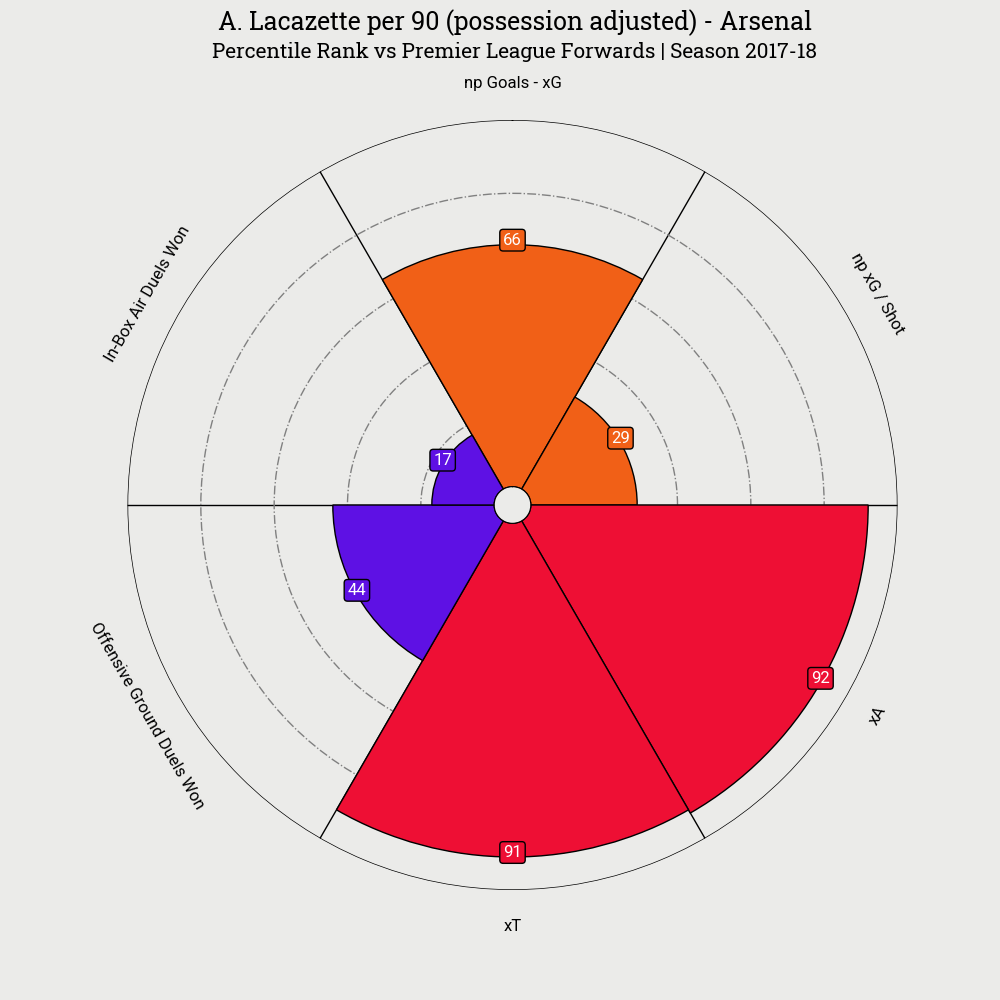 A. Lacazette per 90 (possession adjusted) - Arsenal
Percentile Rank vs Premier League Forwards | Season 2017-18
np Goals - xG
In-Box Air Duels Won
np xG / Shot
66
29
17
44
92
xA
Offensive Ground Duels Won
91
xT